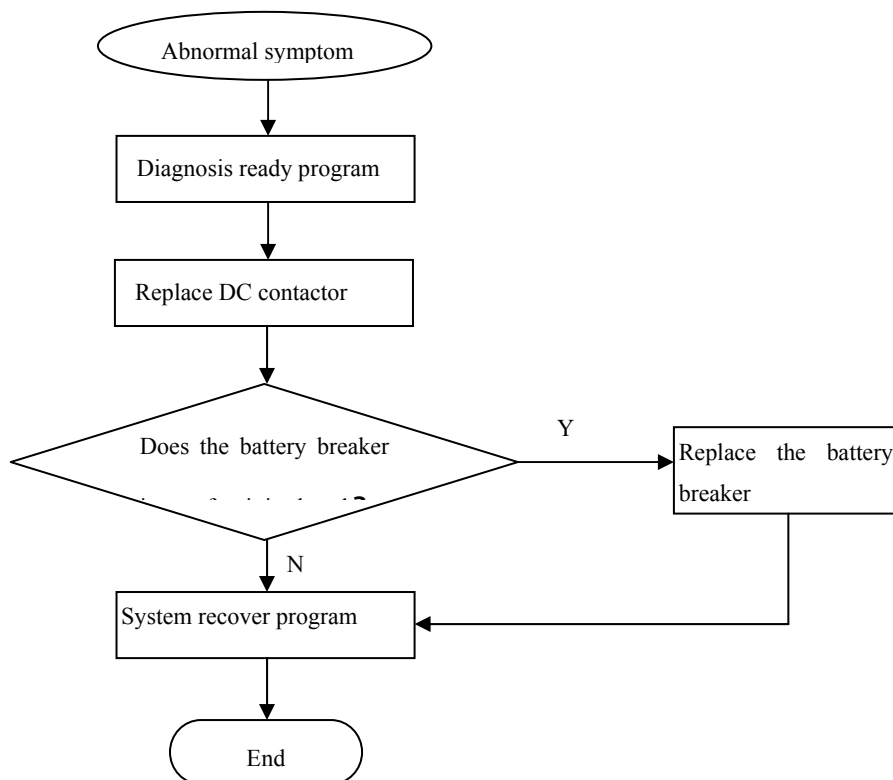 Abnormal symptom
Diagnosis ready program
Replace DC contactor
Does the battery breaker
?
Y
Replace the battery
breaker
N
System recover program
End